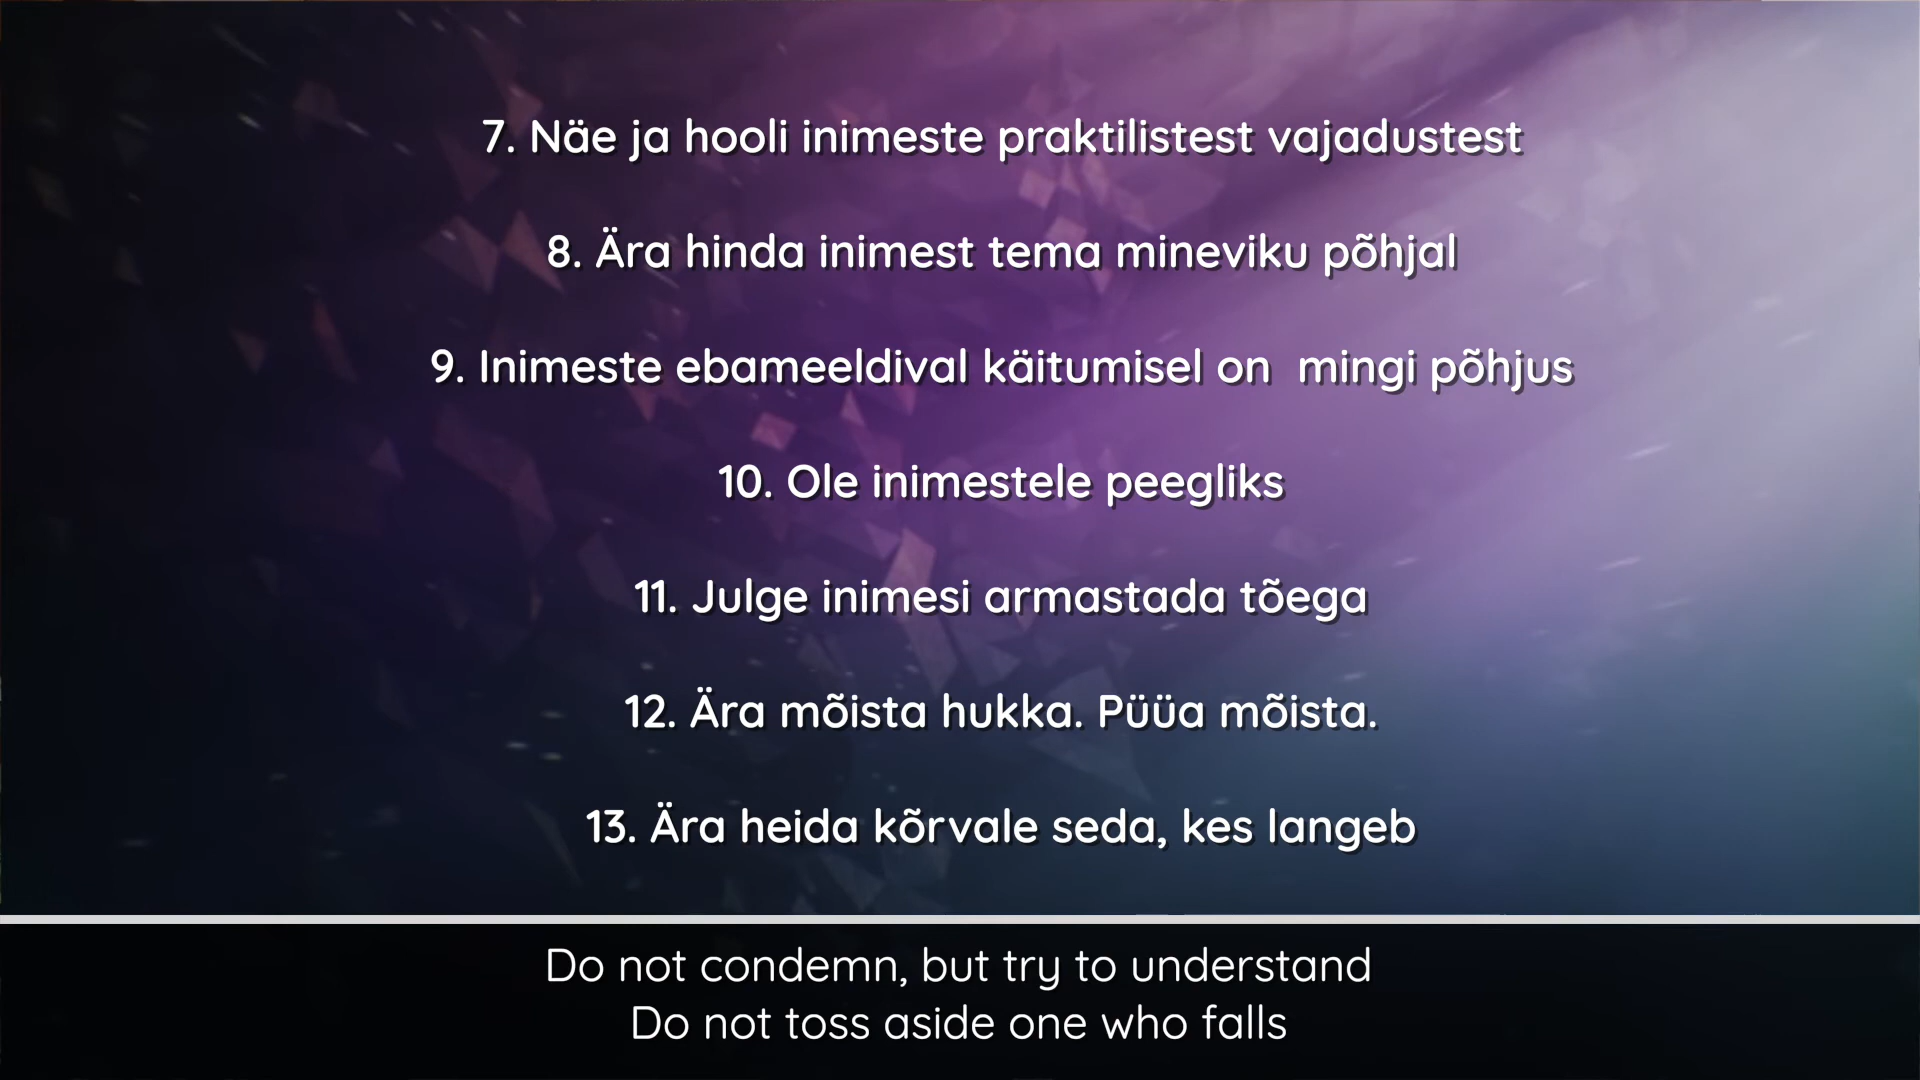 7. Näe ja hooli inimeste praktilistest vajadustest
8. Ära hinda inimest tema mineviku põhjal
9. Inimeste ebameeldival käitumisel on  mingi põhjus
10. Ole inimestele peegliks
11. Julge inimesi armastada tõega
12. Ära mõista hukka. Püüa mõista.
13. Ära heida kõrvale seda, kes langeb
Do not condemn, but try to understand
Do not toss aside one who falls